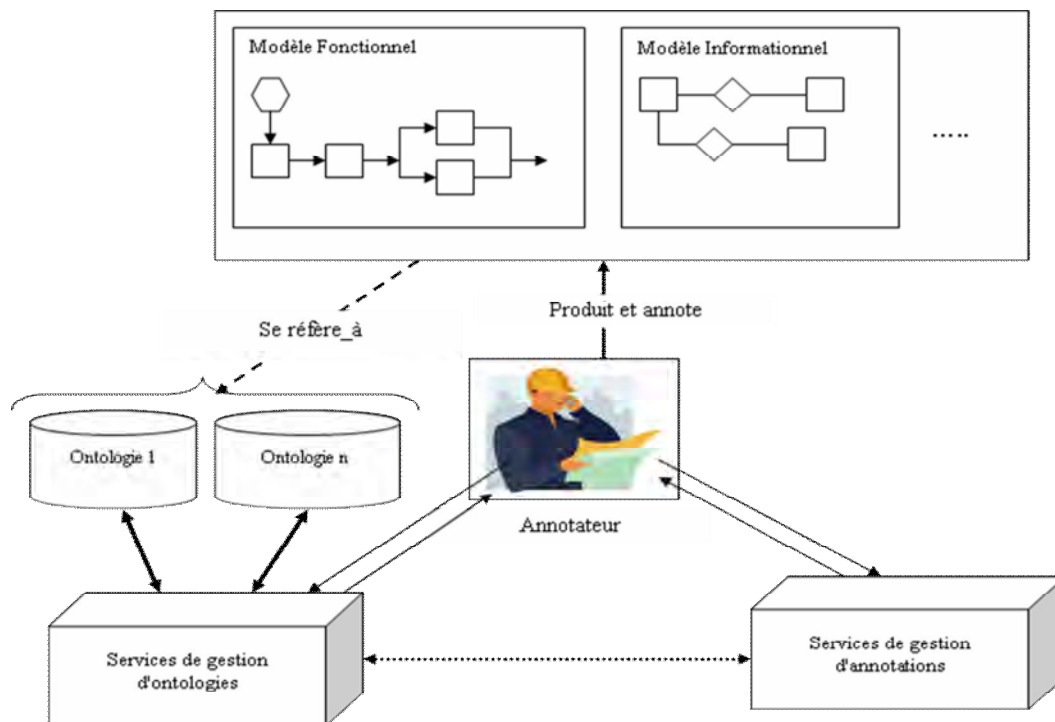 Modèle Fonctionnel
Modèle Informationnel
.....
Produit et annote
Se réfère_à
Ontologie 1
Ontologie n
Annotateur
Services de gestion
d'ontologies
Services de gestion
d'annotations